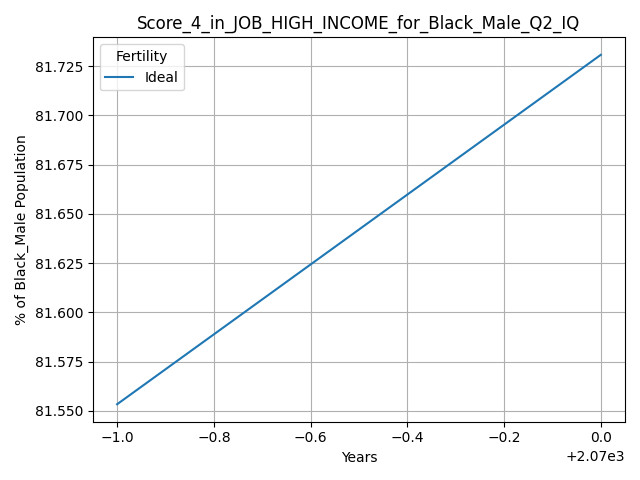 Score_4_in_JOB_HIGH_INCOME_for_Black_Male_Q2_IQ
Fertility
Ideal
% of Black_Male Population
81.725
81.700
81.675
81.650
81.625
81.600
81.575
81.550
−1.0 −0.8 −0.6 −0.4 −0.2 0.0
+2.07e3
Years